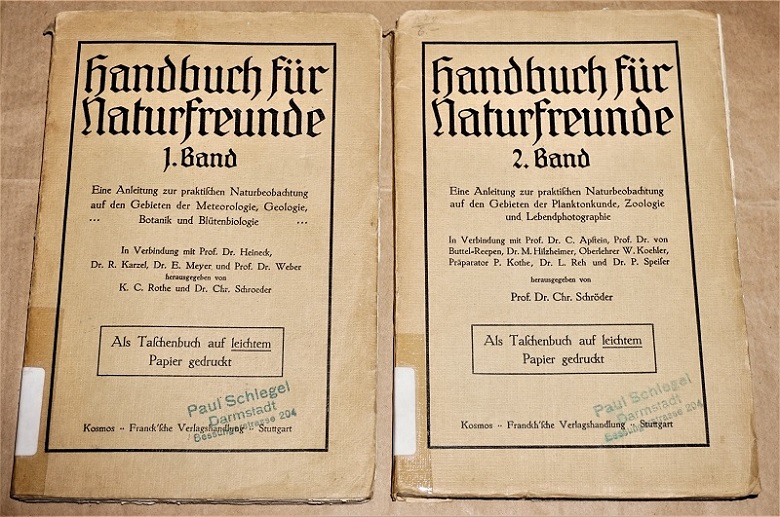 Handbuch für
Naturfreunde
1. Band
Eine Anleitung zur praktiſchen Naturbeobachtung
auf den Gebieten der Meteorologie, Geologie,
... Botanik und Blütenbiologie ...
In Verbindung mit Prof. Dr. Heineck,
Dr. R. Karzel, Dr. E. Meyer und Prof. Dr. Weber
herausgegeben von
K. C. Rothe und Dr. Chr. Schroeder
Als Taſchenbuch auf leichtem
Papier gedruckt
Paul Schlegel
Darmstadt
Bessungerstrasse 204
Kosmos ·· Franckh'ſche Verlagshandlung ·· Stuttgart
Handbuch für
Naturfreunde
2. Band
Eine Anleitung zur praktiſchen Naturbeobachtung
auf den Gebieten der Planktonkunde, Zoologie
und Lebendphotographie
In Verbindung mit Prof. Dr. C. Apſtein, Prof. Dr. von
Buttel-Reepen, Dr. M. Hilzheimer, Oberlehrer W. Koehler,
Präparator P. Kothe, Dr. L. Reh und Dr. P. Speiſer
herausgegeben von
Prof. Dr. Chr. Schröder
Als Taſchenbuch auf leichtem
Papier gedruckt
Paul Schlegel
Darmstadt
Bessungerstrasse 204
Kosmos ·· Franckh'ſche Verlagshandlung ·· Stuttgart